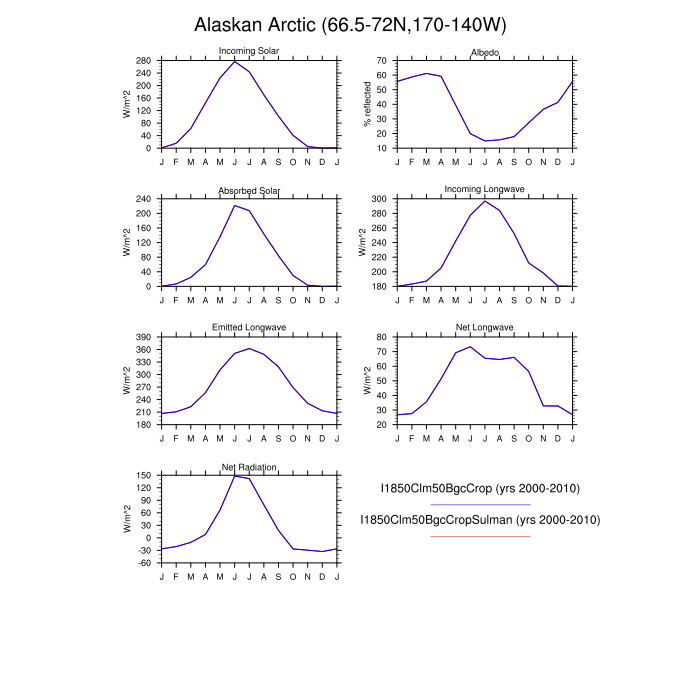 Alaskan Arctic (66.5-72N,170-140W)
Incoming Solar
W/m^2
280
240
200
160
120
80
40
0
J F M A M J J A S O N D J
Albedo
% reflected
70
60
50
40
30
20
10
J F M A M J J A S O N D J
Absorbed Solar
W/m^2
240
200
160
120
80
40
0
J F M A M J J A S O N D J
Incoming Longwave
W/m^2
300
280
260
240
220
200
180
J F M A M J J A S O N D J
Emitted Longwave
W/m^2
390
360
330
300
270
240
210
180
J F M A M J J A S O N D J
Net Longwave
W/m^2
80
70
60
50
40
30
20
J F M A M J J A S O N D J
Net Radiation
W/m^2
150
120
90
60
30
0
-30
-60
J F M A M J J A S O N D J
I1850Clm50BgcCrop (yrs 2000-2010)
I1850Clm50BgcCropSulman (yrs 2000-2010)